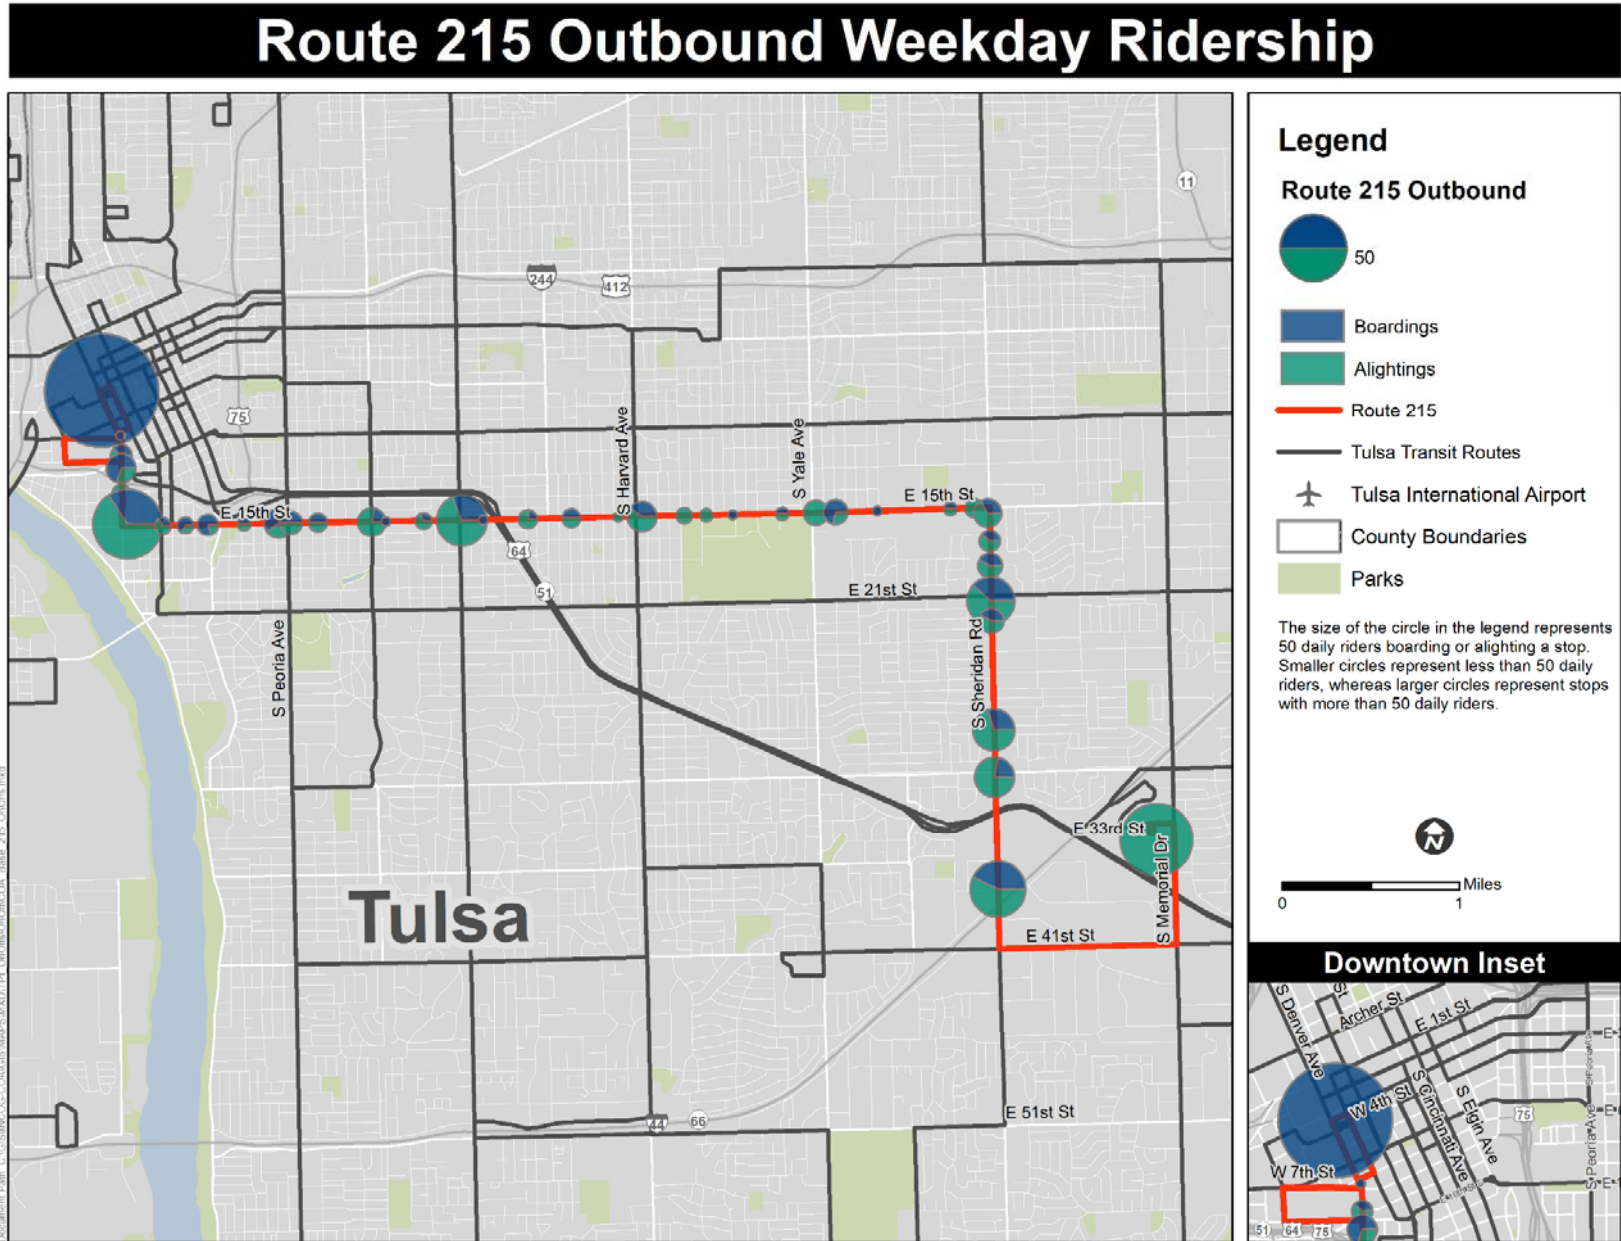 Route 215 Outbound Weekday Ridership
11
244
412
75
S Harvard Ave
S Yale Ave
E 15th St
E 15th St
64
51
E 21st St
S Peoria Ave
S Sheridan Rd
E 33rd St
S Memorial Dr
Tulsa
E 41st St
E 51st St
44
66
Legend
Route 215 Outbound
50
Boardings
Alightings
Route 215
Tulsa Transit Routes
Tulsa International Airport
County Boundaries
Parks
The size of the circle in the legend represents
50 daily riders boarding or alighting a stop.
Smaller circles represent less than 50 daily
riders, whereas larger circles represent stops
with more than 50 daily riders.
N
Miles
0 1
Downtown Inset
S Denver Ave
St
Archer St
E 1st St
W 4th St
S Cincinnati Ave
S Elgin Ave
75
S Peoria Ave
W 7th St
51 64 75